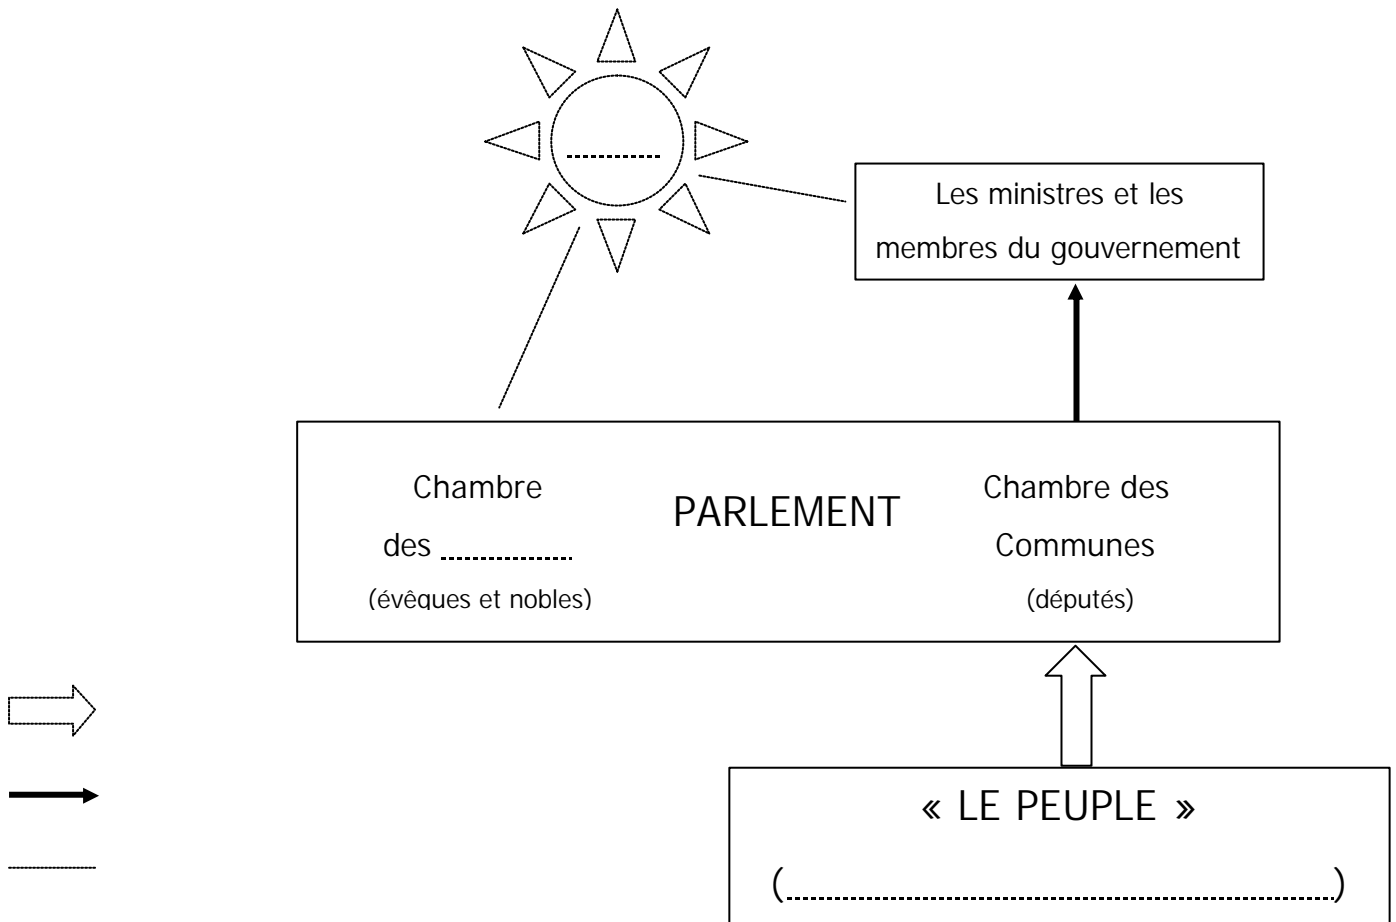 Les ministres et les
membres du gouvernement
Chambre
des ..............
(évêques et nobles)
PARLEMENT
Chambre des
Communes
(députés)
« LE PEUPLE »
(............................................................)